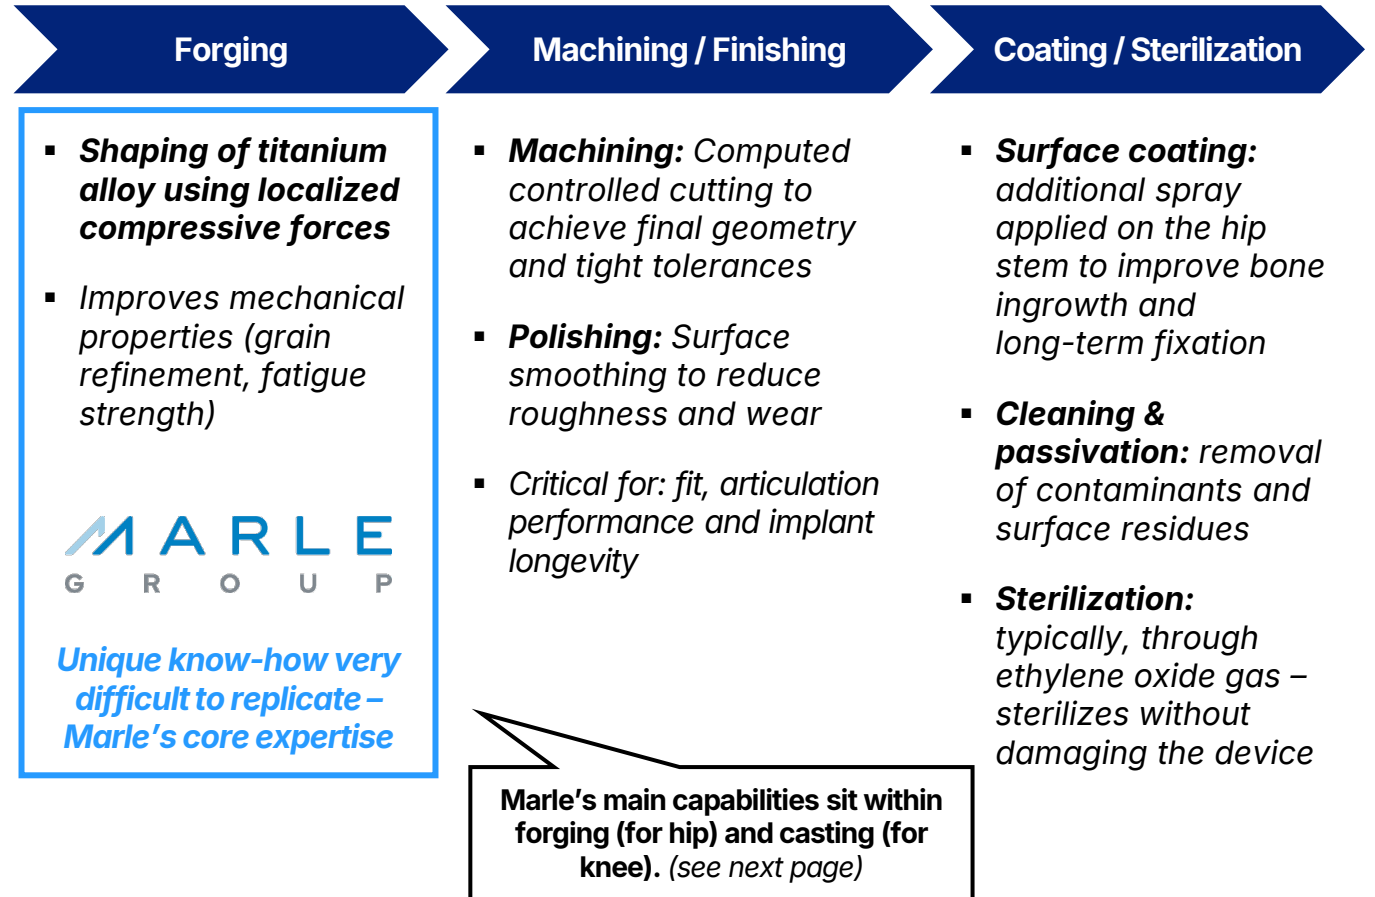 Forging
Machining / Finishing
Coating / Sterilization
▪ Shaping of titanium
alloy using localized
compressive forces
▪ Improves mechanical
properties (grain
refinement, fatigue
strength)
MARLE
GROUP
Unique know-how very
difficult to replicate –
Marle’s core expertise
▪ Machining: Computed
controlled cutting to
achieve final geometry
and tight tolerances
▪ Polishing: Surface
smoothing to reduce
roughness and wear
▪ Critical for: fit, articulation
performance and implant
longevity
Marle’s main capabilities sit within
forging (for hip) and casting (for
knee). (see next page)
▪ Surface coating:
additional spray
applied on the hip
stem to improve bone
ingrowth and
long-term fixation
▪ Cleaning &
passivation: removal
of contaminants and
surface residues
▪ Sterilization:
typically, through
ethylene oxide gas –
sterilizes without
damaging the device